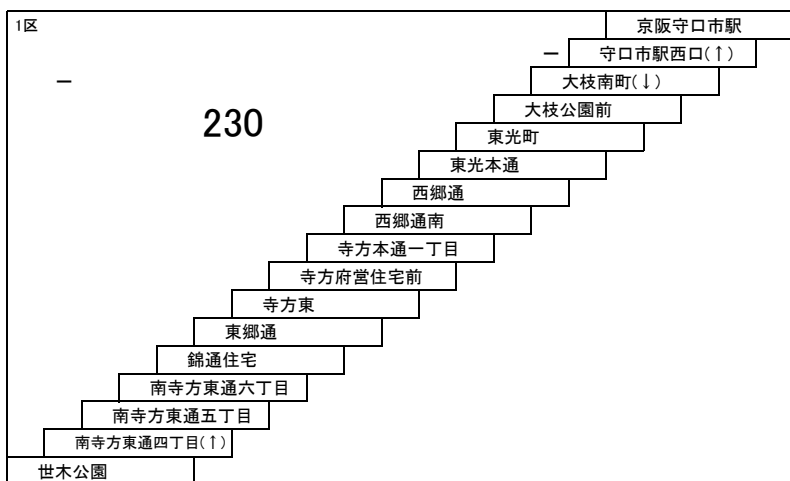 1区
京阪守口市駅
－ 守口市駅西口(↑)
－
大枝南町(↓)
大枝公園前
230
東光町
東光本通
西郷通
西郷通南
寺方本通一丁目
寺方府営住宅前
寺方東
東郷通
錦通住宅
南寺方東通六丁目
南寺方東通五丁目
南寺方東通四丁目(↑)
世木公園